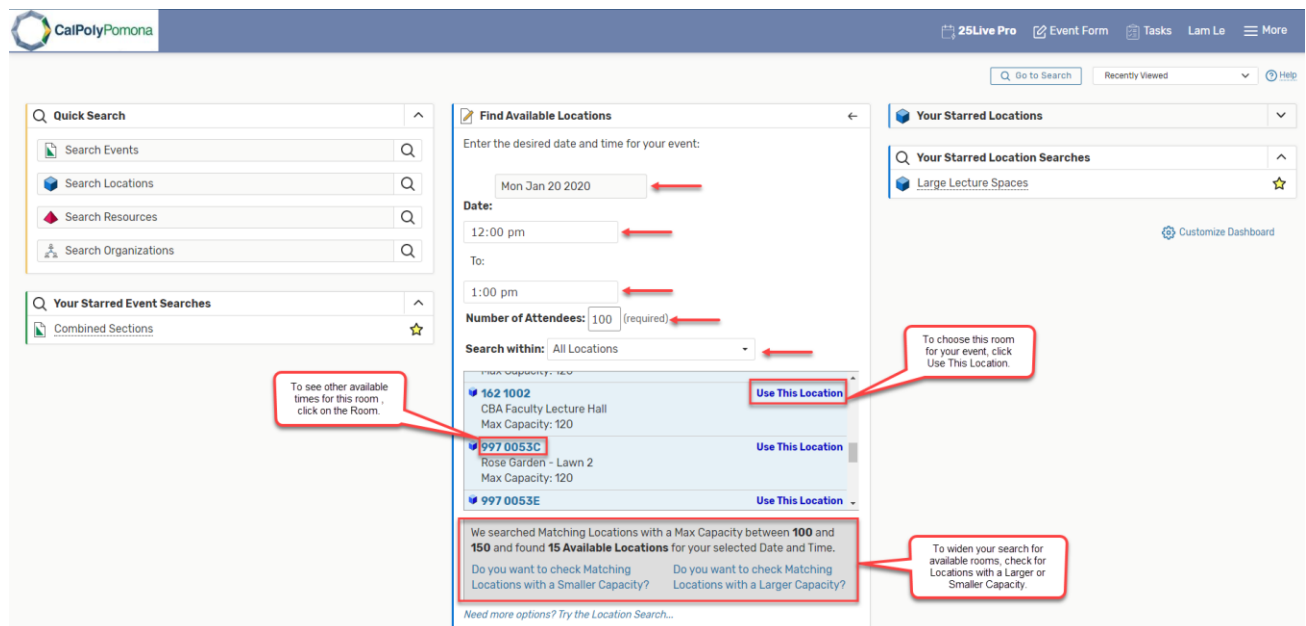 CalPolyPomona
25Live Pro
Event Form
Tasks
Lam Le
More
Go to Search
Recently Viewed
Help
Quick Search
Search Events
Search Locations
Search Resources
Search Organizations
Your Starred Event Searches
Combined Sections
To see other available
times for this room ,
click on the Room.
Find Available Locations
Enter the desired date and time for your event:
Mon Jan 20 2020
Date:
12:00 pm
To:
1:00 pm
Number of Attendees: 100 (required)
Search within: All Locations
Max Capacity: 120
162 1002 Use This Location
CBA Faculty Lecture Hall
Max Capacity: 120
997 0053C Use This Location
Rose Garden - Lawn 2
Max Capacity: 120
997 0053E Use This Location
We searched Matching Locations with a Max Capacity between 100 and
150 and found 15 Available Locations for your selected Date and Time.
Do you want to check Matching
Locations with a Smaller Capacity?
Do you want to check Matching
Locations with a Larger Capacity?
Need more options? Try the Location Search...
To choose this room
for your event, click
Use This Location.
To widen your search for
available rooms, check for
Locations with a Larger or
Smaller Capacity.
Your Starred Locations
Your Starred Location Searches
Large Lecture Spaces
Customize Dashboard